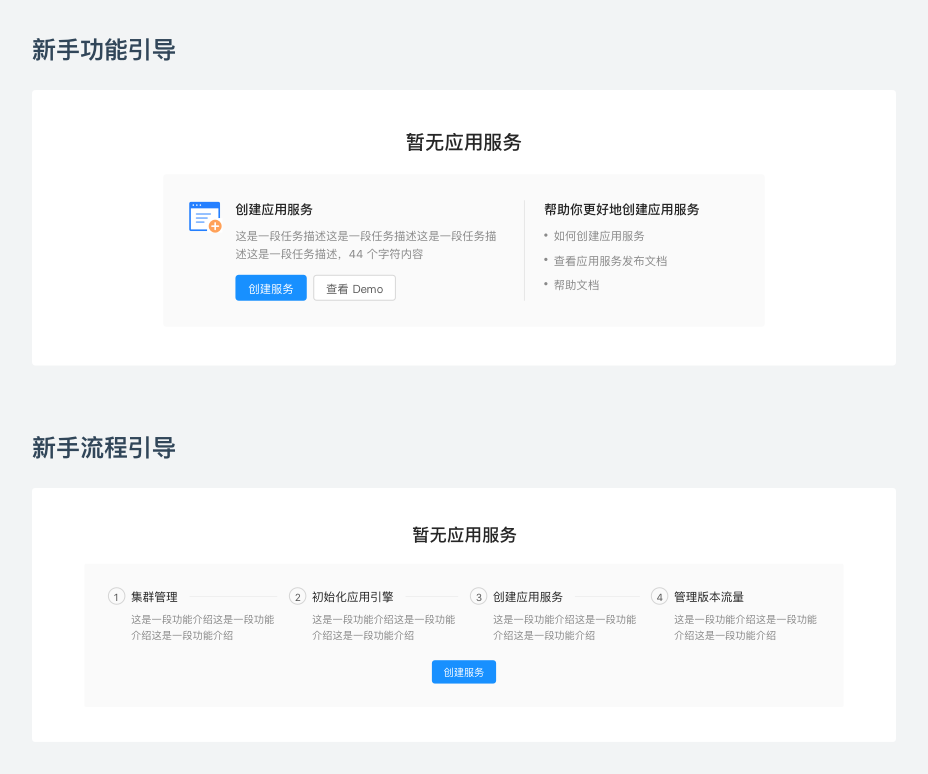 新手功能引导
暂无应用服务
创建应用服务
这是一段任务描述这是一段任务描述这是一段任务描
述这是一段任务描述，44 个字符内容
创建服务
查看 Demo
帮助你更好地创建应用服务
• 如何创建应用服务
• 查看应用服务发布文档
• 帮助文档
新手流程引导
暂无应用服务
1 集群管理
这是一段功能介绍这是一段功能
介绍这是一段功能介绍
2 初始化应用引擎
这是一段功能介绍这是一段功能
介绍这是一段功能介绍
3 创建应用服务
这是一段功能介绍这是一段功能
介绍这是一段功能介绍
4 管理版本流量
这是一段功能介绍这是一段功能
介绍这是一段功能介绍
创建服务